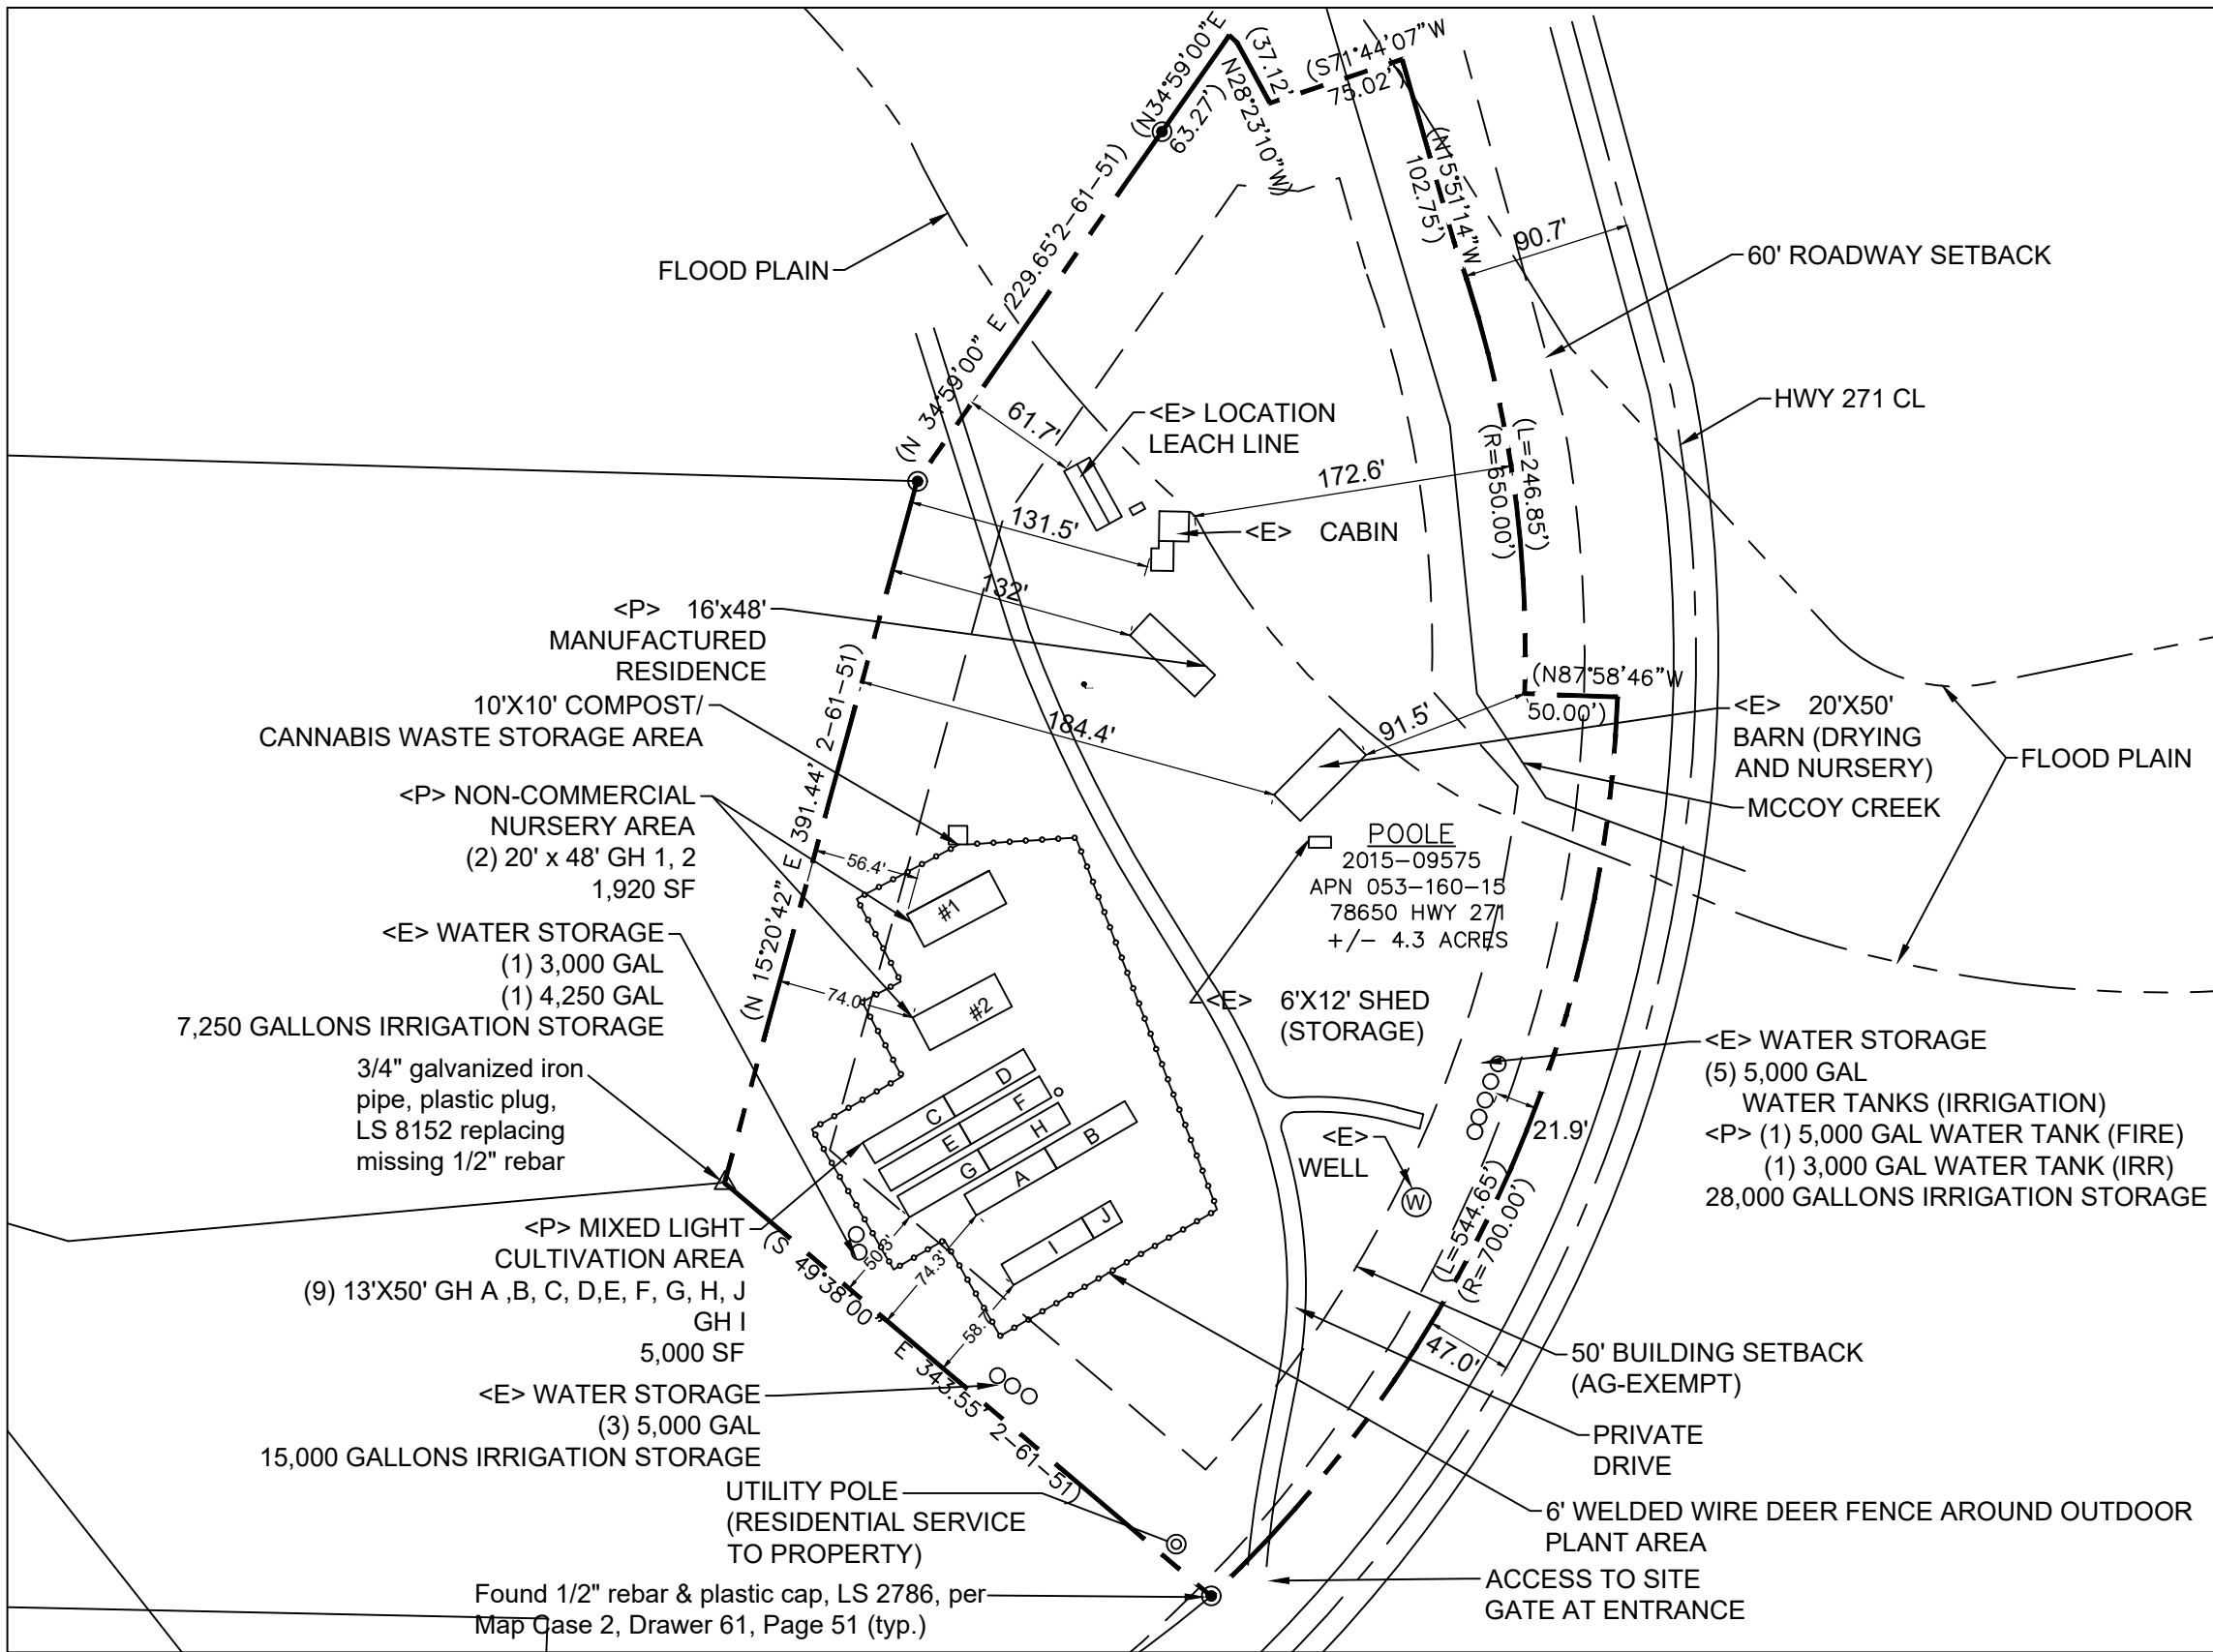 (N34°59'00"E
63.27')
(37.12'
N28°23'10"W)
(S71°44'07"W
75.02')
(N15°51'14"W
102.75')
90.7'
60' ROADWAY SETBACK
FLOOD PLAIN
(N 34°59'00" E 229.65' 2-61-51)
HWY 271 CL
61.7'
<E> LOCATION
LEACH LINE
172.6'
(L=246.85')
(R=650.00')
131.5'
<E> CABIN
132'
<P> 16'x48'
MANUFACTURED
RESIDENCE
(N87°58'46"W
50.00')
10'X10' COMPOST/
CANNABIS WASTE STORAGE AREA
184.4'
91.5'
<E> 20'X50'
BARN (DRYING
AND NURSERY)
FLOOD PLAIN
MCCOY CREEK
<P> NON-COMMERCIAL
NURSERY AREA
(2) 20' x 48' GH 1, 2
1,920 SF
(N 15°20'42" E 391.44' 2-61-51)
56.4'
#1
POOLE
2015-09575
APN 053-160-15
78650 HWY 271
+/- 4.3 ACRES
<E> WATER STORAGE
(1) 3,000 GAL
(1) 4,250 GAL
7,250 GALLONS IRRIGATION STORAGE
74.0'
#2
<E> 6'X12' SHED
(STORAGE)
3/4" galvanized iron
pipe, plastic plug,
LS 8152 replacing
missing 1/2" rebar
<E> WATER STORAGE
(5) 5,000 GAL
WATER TANKS (IRRIGATION)
<P> (1) 5,000 GAL WATER TANK (FIRE)
(1) 3,000 GAL WATER TANK (IRR)
28,000 GALLONS IRRIGATION STORAGE
21.9'
C D
E F
G H
A B
I J
<E>
WELL
W
(L=544.65')
(R=700.00')
<P> MIXED LIGHT
CULTIVATION AREA
(9) 13'X50' GH A ,B, C, D,E, F, G, H, J
GH I
5,000 SF
(S 49°38'00" E 343.55' 2-61-51)
50.3'
74.3'
58.7'
47.0'
50' BUILDING SETBACK
(AG-EXEMPT)
<E> WATER STORAGE
(3) 5,000 GAL
15,000 GALLONS IRRIGATION STORAGE
PRIVATE
DRIVE
UTILITY POLE
(RESIDENTIAL SERVICE
TO PROPERTY)
6' WELDED WIRE DEER FENCE AROUND OUTDOOR
PLANT AREA
Found 1/2" rebar & plastic cap, LS 2786, per
Map Case 2, Drawer 61, Page 51 (typ.)
ACCESS TO SITE
GATE AT ENTRANCE